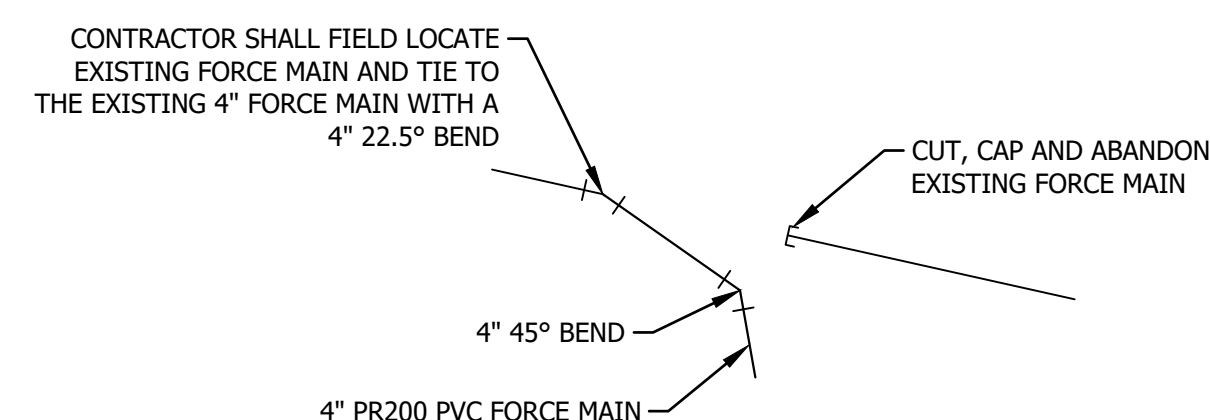 CONTRACTOR SHALL FIELD LOCATE
EXISTING FORCE MAIN AND TIE TO
THE EXISTING 4" FORCE MAIN WITH A
4" 22.5° BEND
CUT, CAP AND ABANDON
EXISTING FORCE MAIN
4" 45° BEND
4" PR200 PVC FORCE MAIN